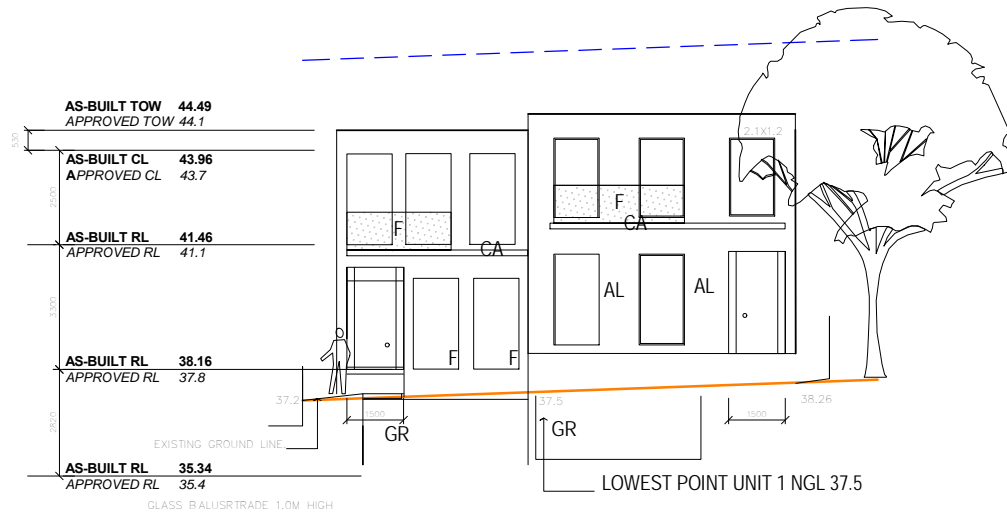 AS-BUILT TOW 44.49
APPROVED TOW 44.1
530
AS-BUILT CL 43.96
APPROVED CL 43.7
2500
2.1X1.2
F
F
CA
CA
AS-BUILT RL 41.46
APPROVED RL 41.1
3300
AL
AL
F
F
AS-BUILT RL 38.16
APPROVED RL 37.8
37.2
37.5
38.26
1500
1500
2820
GR
GR
EXISTING GROUND LINE
AS-BUILT RL 35.34
APPROVED RL 35.4
LOWEST POINT UNIT 1 NGL 37.5
GLASS BALUSRTRADE 1.0M HIGH